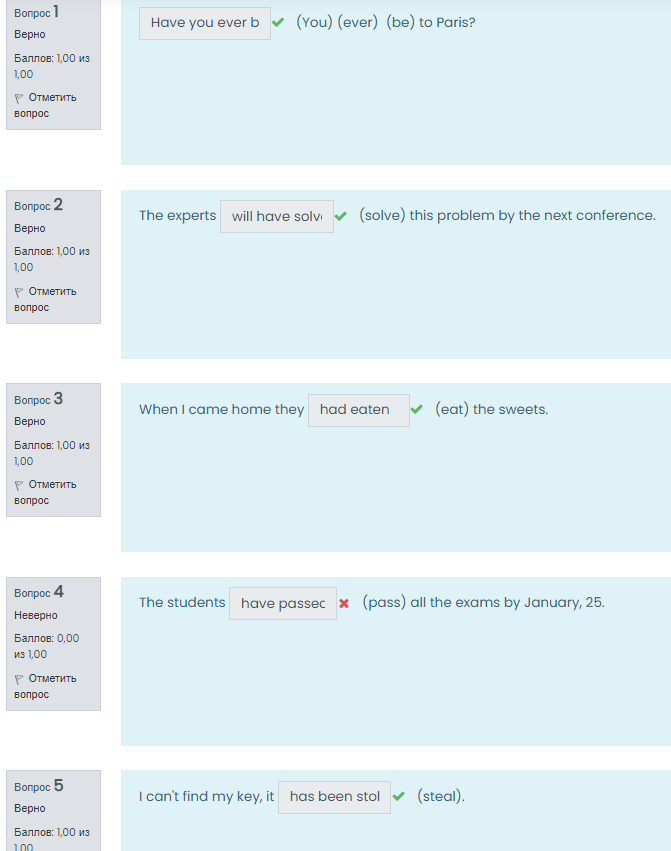 Вопрос 1
Верно
Баллов: 1,00 из
1,00
Отметить
вопрос
Have you ever b (You) (ever) (be) to Paris?
Вопрос 2
Верно
Баллов: 1,00 из
1,00
Отметить
вопрос
The experts will have solv (solve) this problem by the next conference.
Вопрос 3
Верно
Баллов: 1,00 из
1,00
Отметить
вопрос
When I came home they had eaten (eat) the sweets.
Вопрос 4
Неверно
Баллов: 0,00
из 1,00
Отметить
вопрос
The students have passed (pass) all the exams by January, 25.
Вопрос 5
Верно
Баллов: 1,00 из
1,00
I can't find my key, it has been stol (steal).